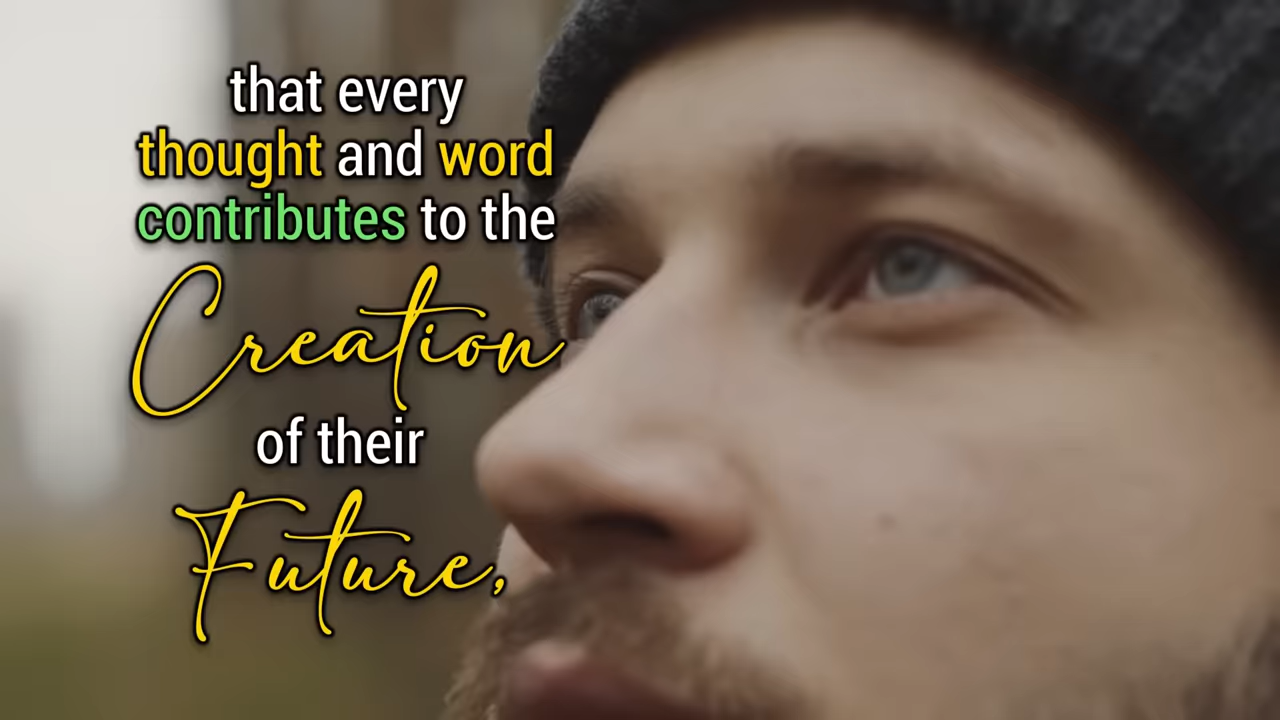 that every
thought and word
contributes to the
Creation
of their
Future,